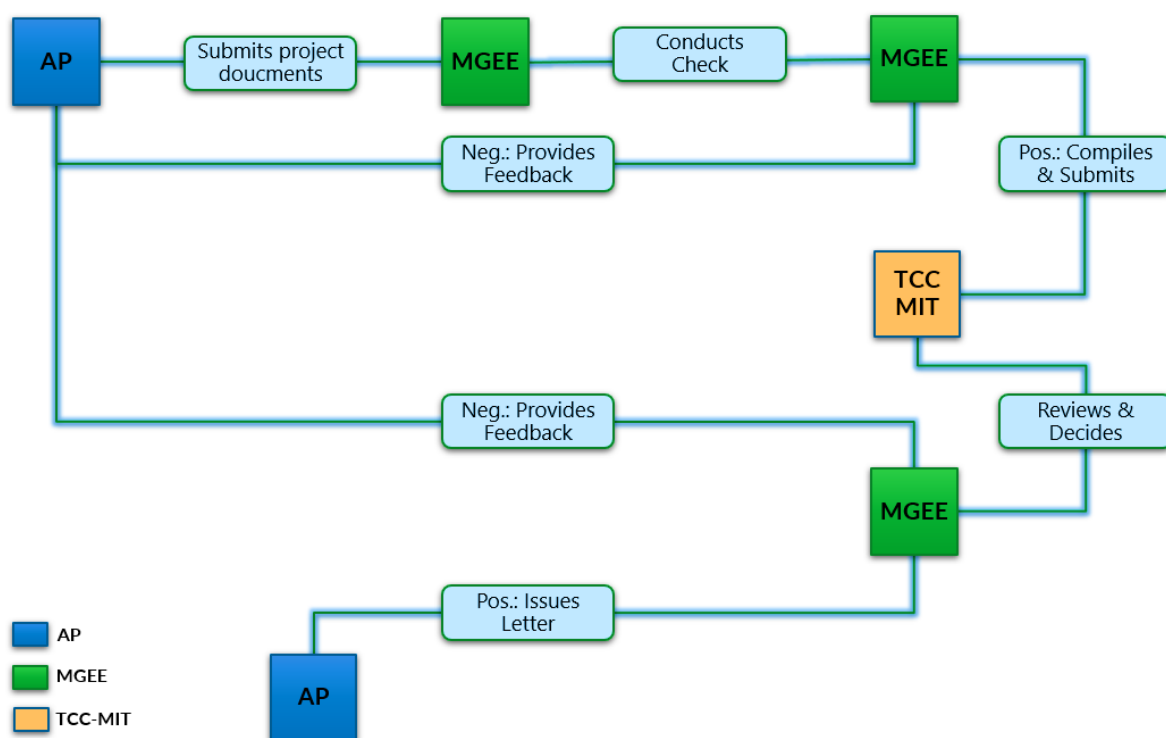 AP
Submits project
doucments
MGEE
Conducts
Check
MGEE
Neg.: Provides
Feedback
Pos.: Compiles
& Submits
TCC
MIT
Neg.: Provides
Feedback
Reviews &
Decides
MGEE
Pos.: Issues
Letter
AP
AP
MGEE
TCC-MIT